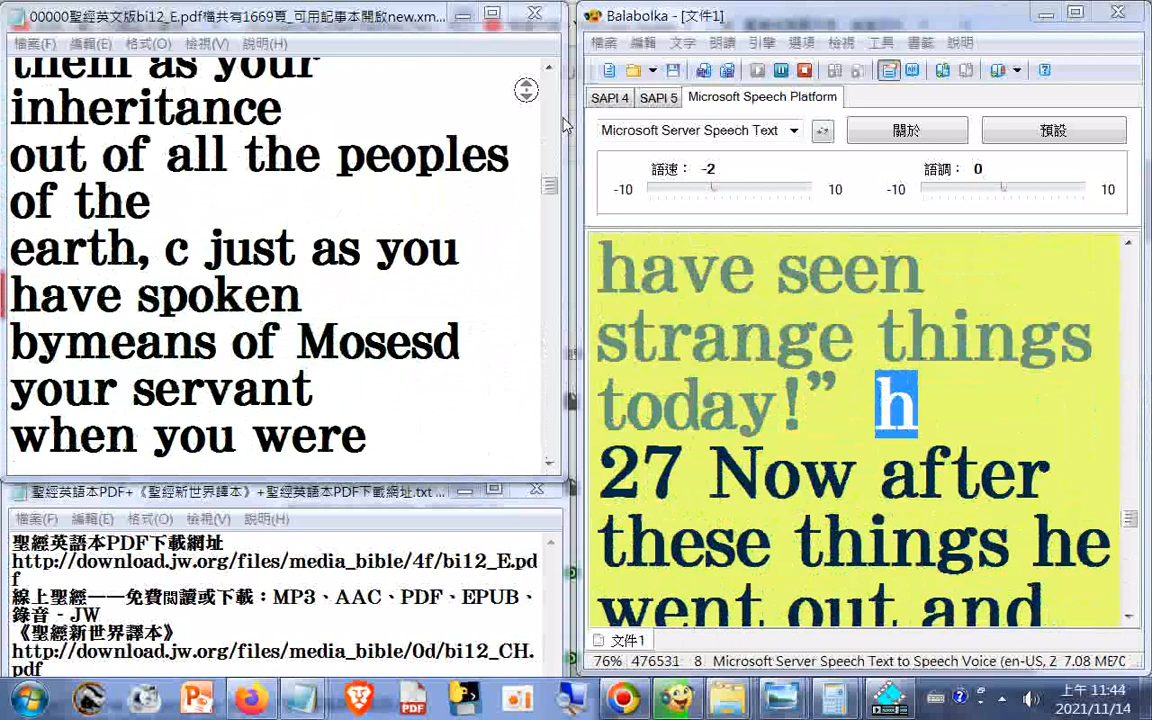 00000聖經英文版bi12_E.pdf檔共有1669頁_可用記事本開啟new.xm...
檔案(F) 編輯(E) 格式(O) 檢視(V) 說明(H)
them as your
inheritance
out of all the peoples
of the
earth, c just as you
have spoken
bymeans of Mosesd
your servant
when you were
聖經英語本PDF+《聖經新世界譯本》+聖經英語本PDF下載網址.txt ...
檔案(F) 編輯(E) 格式(O) 檢視(V) 說明(H)
聖經英語本PDF下載網址
http://download.jw.org/files/media_bible/4f/bi12_E.pd
f
線上聖經——免費閱讀或下載：MP3、AAC、PDF、EPUB、
錄音 - JW
《聖經新世界譯本》
http://download.jw.org/files/media_bible/0d/bi12_CH.
pdf
Balabolka - [文件1]
檔案 編輯 文字 朗讀 引擎 選項 檢視 工具 書籤 說明
SAPI 4 SAPI 5 Microsoft Speech Platform
Microsoft Server Speech Text 關於 預設
語速： -2 語調： 0
-10 10 -10 10
have seen
strange things
today!” h
27 Now after
these things he
went out and
文件1
76% 476531 8 Microsoft Server Speech Text to Speech Voice (en-US, Z 7.08 ME
上午 11:44
2021/11/14